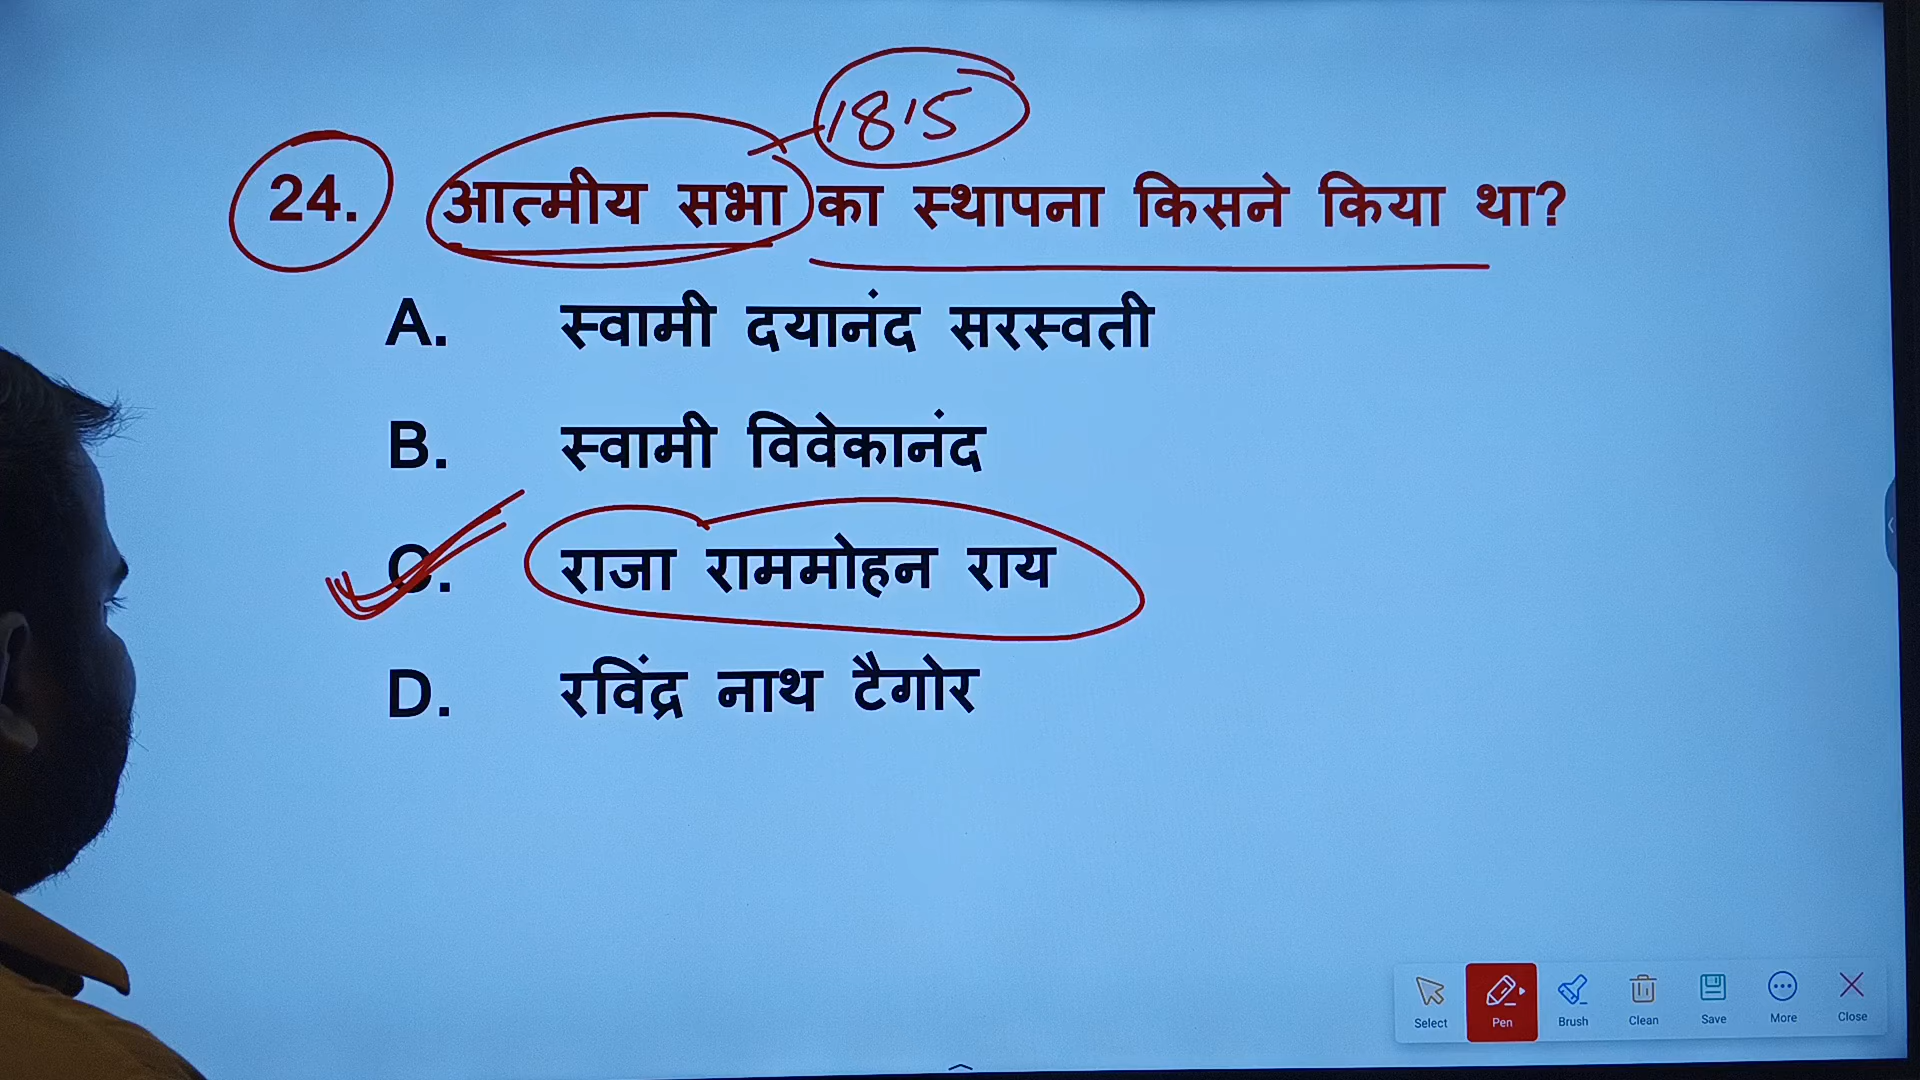 1815
24. आत्मीय सभा का स्थापना किसने किया था?
A. स्वामी दयानंद सरस्वती
B. स्वामी विवेकानंद
C. राजा राममोहन राय
D. रविंद्र नाथ टैगोर
Select Pen Brush Clean Save More Close